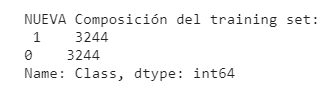 NUEVA Composición del training set:
1    3244
0    3244
Name: Class, dtype: int64